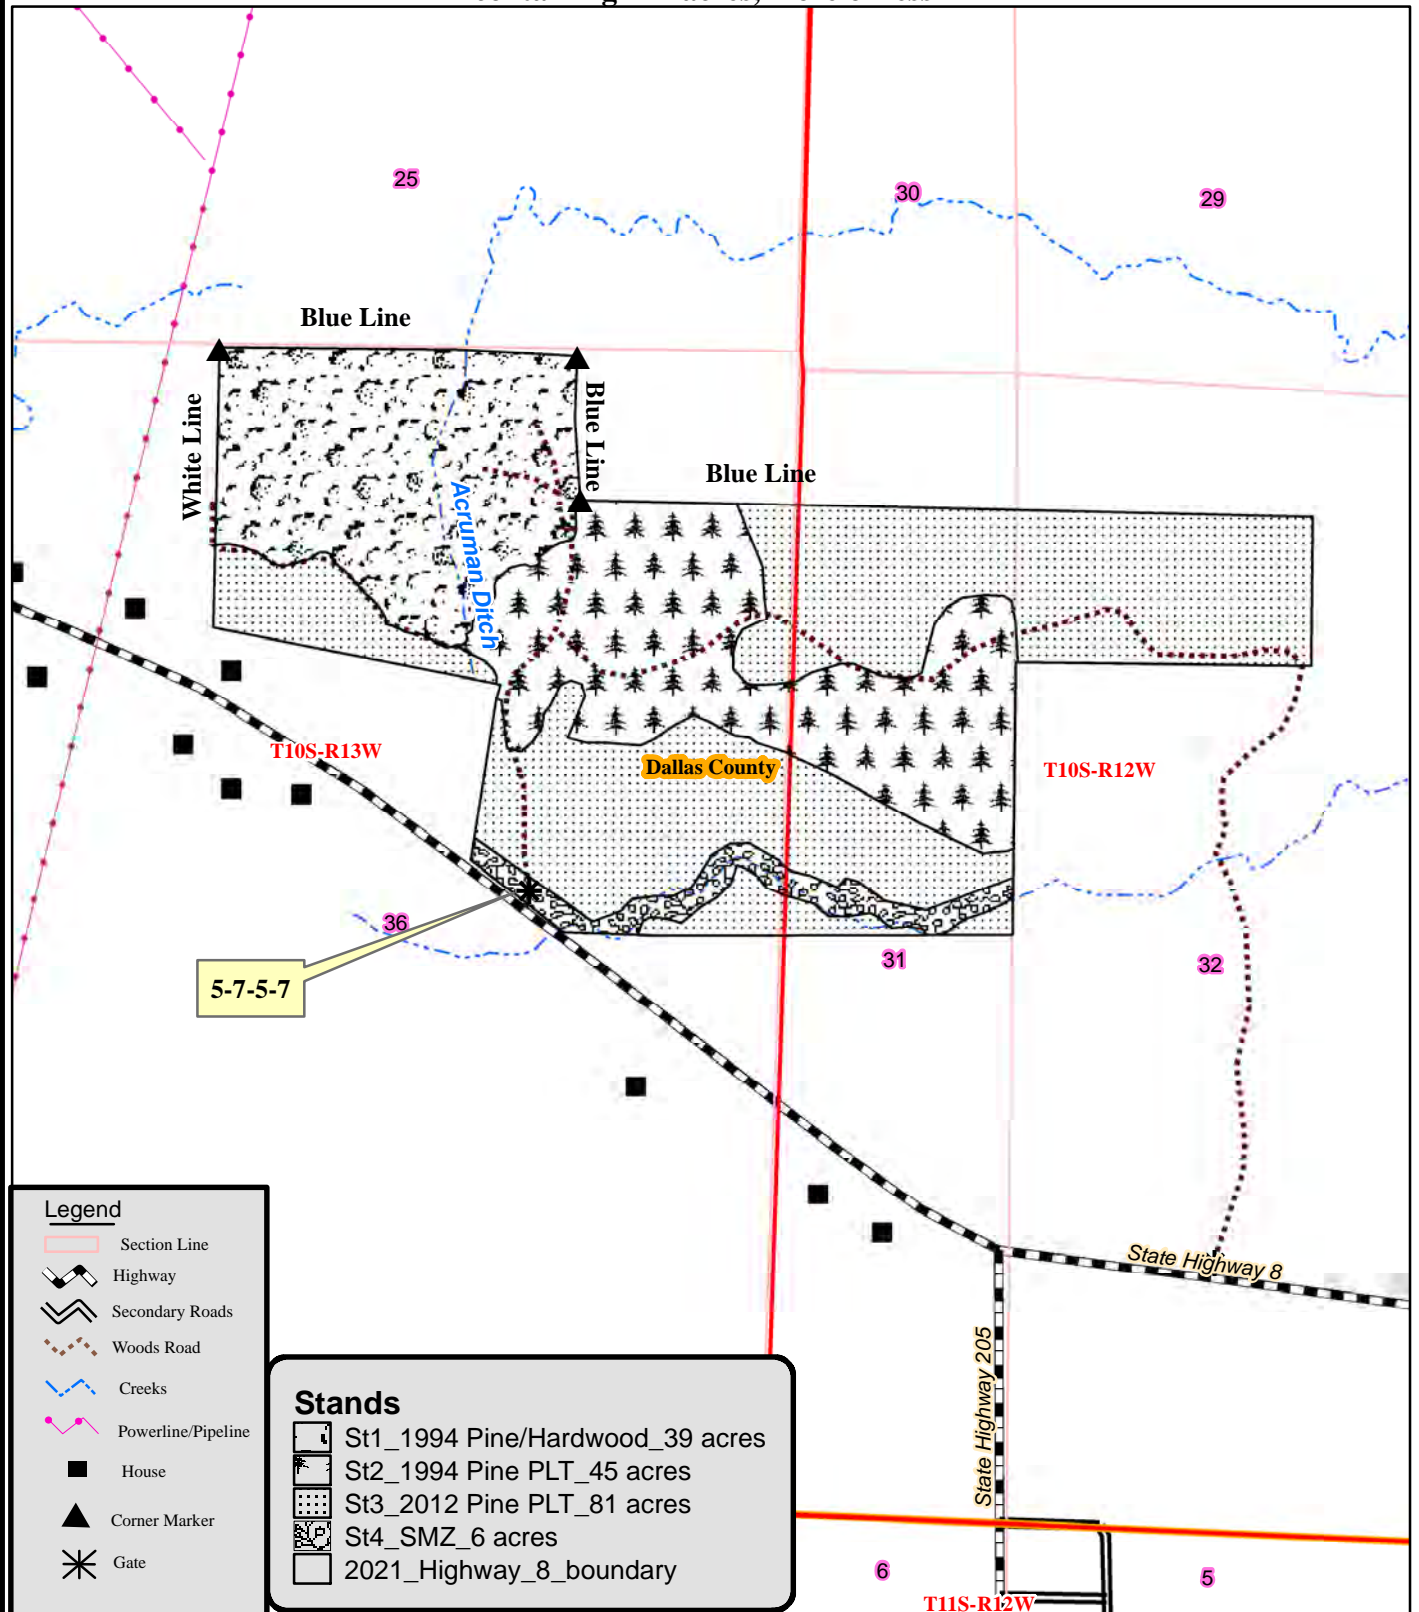 25
30
29
Blue Line
Blue Line
White Line
Blue Line
Acruman Ditch
T10S-R13W
Dallas County
T10S-R12W
36
31
32
5-7-5-7
Legend
Section Line
Highway
Secondary Roads
Woods Road
Creeks
Powerline/Pipeline
House
Corner Marker
Gate
Stands
St1_1994 Pine/Hardwood_39 acres
St2_1994 Pine PLT_45 acres
St3_2012 Pine PLT_81 acres
St4_SMZ_6 acres
2021_Highway_8_boundary
State Highway 8
State Highway 205
6
5
T11S-R12W